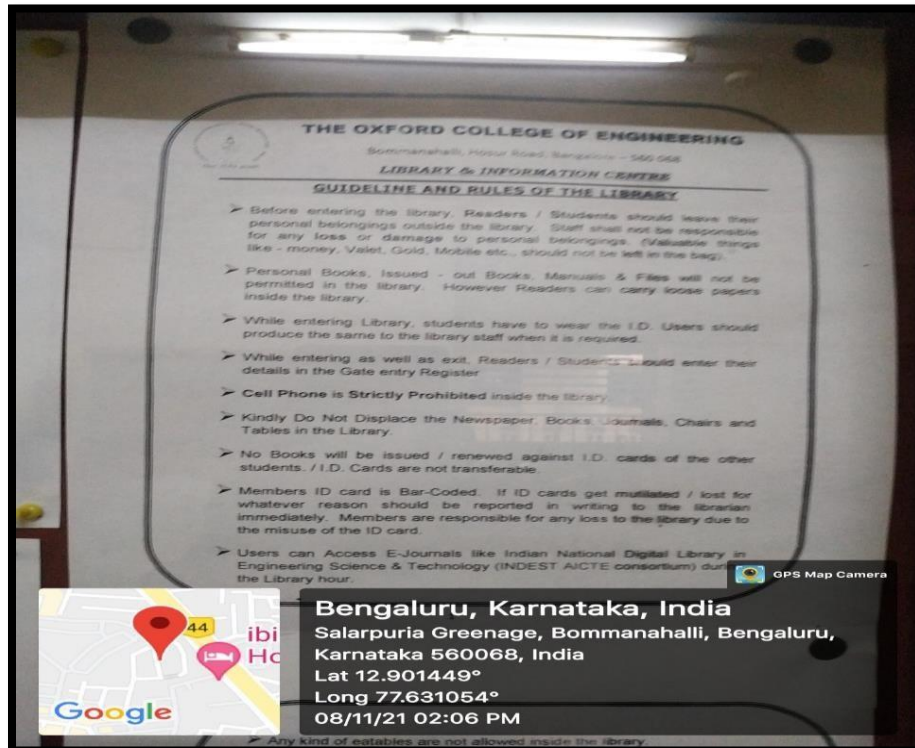 THE OXFORD COLLEGE OF ENGINEERING
Bommanahalli, Hosur Road, Bangalore - 560 068
LIBRARY & INFORMATION CENTRE
GUIDELINE AND RULES OF THE LIBRARY
➢ Before entering the library, Readers / Students should leave their
personal belongings outside the library. Staff shall not be responsible
for any loss or damage to personal belongings. (Valuable things
like - money, Valet, Gold, Mobile etc., should not be left in the bag).
➢ Personal Books, Issued - out Books, Manuals & Files will not be
permitted in the library. However Readers can carry loose papers
inside the library.
➢ While entering Library, students have to wear the I.D. Users should
produce the same to the library staff when it is required.
➢ While entering as well as exit, Readers / Students should enter their
details in the Gate entry Register
➢ Cell Phone is Strictly Prohibited inside the library.
➢ Kindly Do Not Displace the Newspaper, Books, Journals, Chairs and
Tables in the Library.
➢ No Books will be issued / renewed against I.D. cards of the other
students. / I.D. Cards are not transferable.
➢ Members ID card is Bar-Coded. If ID cards get mutilated / lost for
whatever reason should be reported in writing to the librarian
immediately. Members are responsible for any loss to the library due to
the misuse of the ID card.
➢ Users can Access E-Journals like Indian National Digital Library in
Engineering Science & Technology (INDEST AICTE consortium) duri
the Library hour.
GPS Map Camera
44
ibi
Ho
Google
Bengaluru, Karnataka, India
Salarpuria Greenage, Bommanahalli, Bengaluru,
Karnataka 560068, India
Lat 12.901449°
Long 77.631054°
08/11/21 02:06 PM
➢ Any kind of eatables are not allowed inside the library.